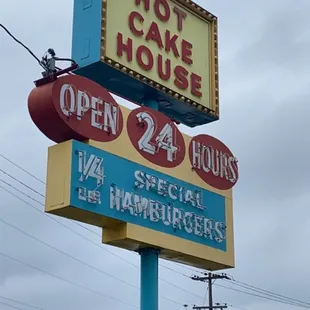 HOT
CAKE
HOUSE
OPEN 24 HOURS
1/4 SPECIAL
LB HAMBURGERS